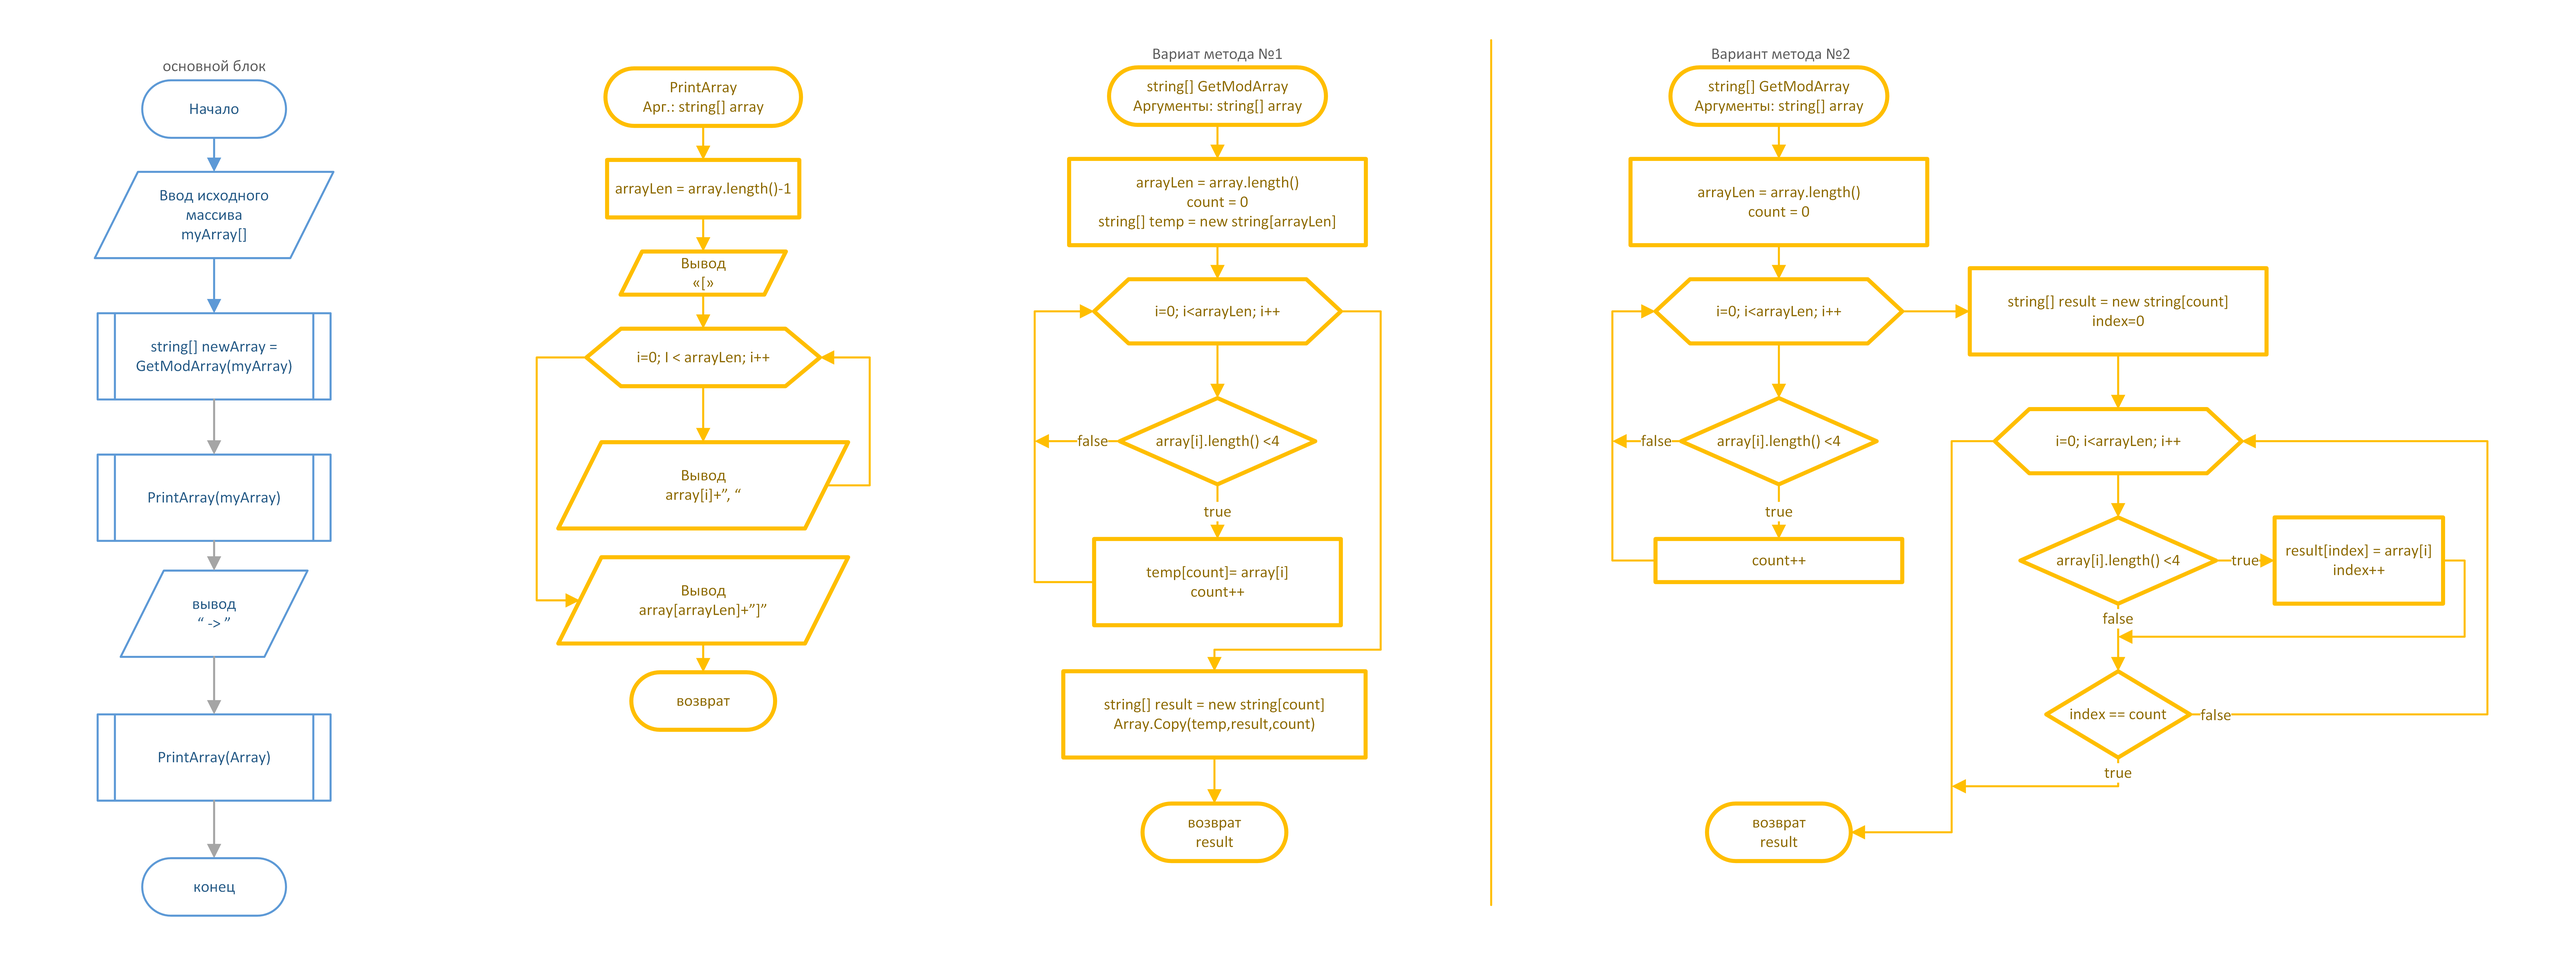 основной блок
Начало
Ввод исходного
массива
myArray[]
string[] newArray =
GetModArray(myArray)
PrintArray(myArray)
вывод
“ -> ”
PrintArray(Array)
конец
PrintArray
Арг.: string[] array
arrayLen = array.length()-1
Вывод
«[»
i=0; I < arrayLen; i++
Вывод
array[i]+”, “
Вывод
array[arrayLen]+”]”
возврат
Вариат метода №1
string[] GetModArray
Аргументы: string[] array
arrayLen = array.length()
count = 0
string[] temp = new string[arrayLen]
i=0; i<arrayLen; i++
array[i].length() <4
false
true
temp[count]= array[i]
count++
string[] result = new string[count]
Array.Copy(temp,result,count)
возврат
result
Вариант метода №2
string[] GetModArray
Аргументы: string[] array
arrayLen = array.length()
count = 0
i=0; i<arrayLen; i++
array[i].length() <4
false
true
count++
string[] result = new string[count]
index=0
i=0; i<arrayLen; i++
array[i].length() <4
true
result[index] = array[i]
index++
false
index == count
false
true
возврат
result